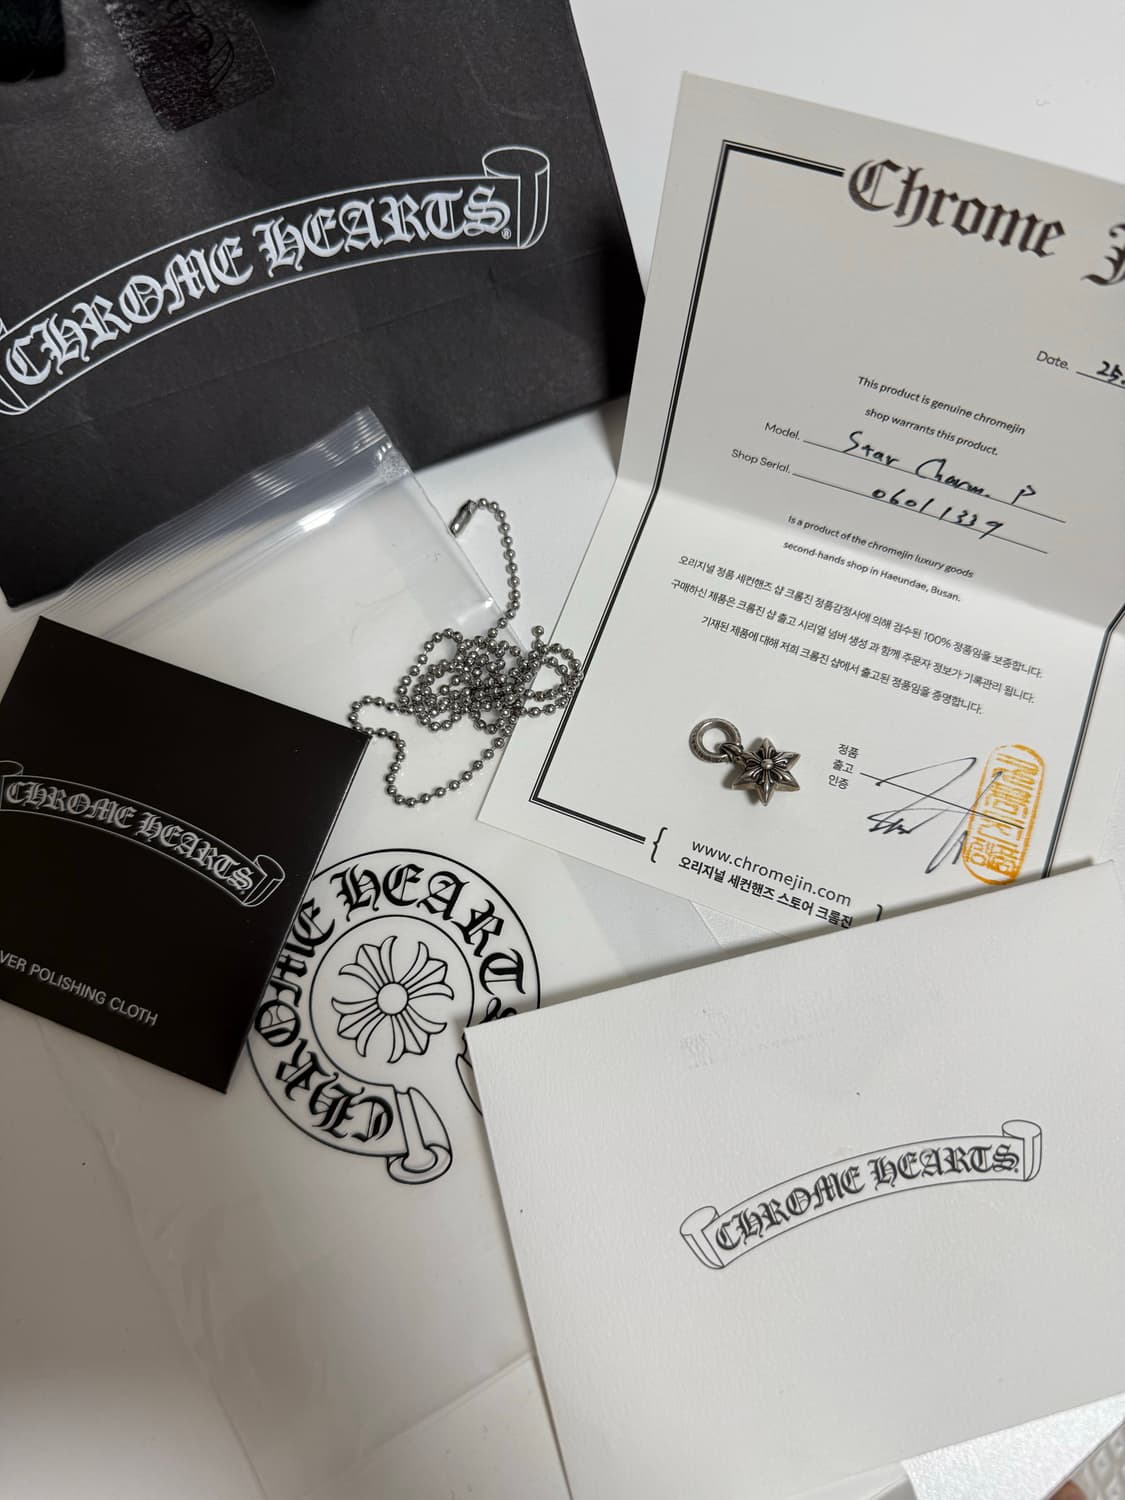 CHROME HEARTS®
Chrome
Date. 25.
This product is genuine chromejin
shop warrants this product.
Model. Star Charm. P
Shop Serial. 06011339
Is a product of the chromejin luxury goods
second-hands shop in Haeundae, Busan.
오리지널 정품 세컨핸즈 샵 크롬진 정품감정사에 의해 검수된 100% 정품임을 보증합니다.
구매하신 제품은 크롬진 샵 출고 시리얼 넘버 생성 과 함께 주문자 정보가 기록관리 됩니다.
기재된 제품에 대해 저희 크롬진 샵에서 출고된 정품임을 증명합니다.
정품
출고
인증
www.chromejin.com
오리지널 세컨핸즈 스토어 크롬진
CHROME HEARTS
VER POLISHING CLOTH
CHROME HEARTS
CHROME HEARTS